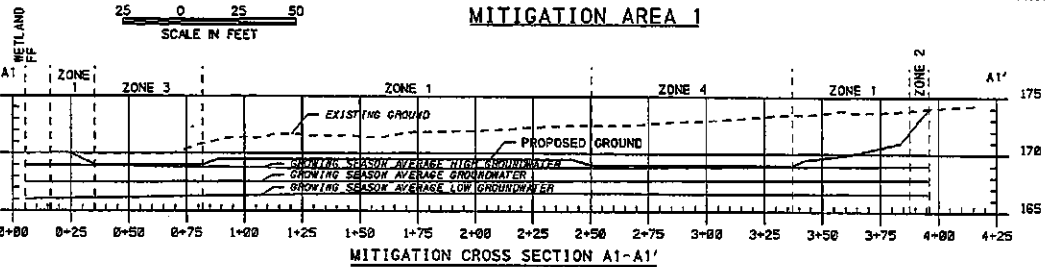 25 0 25 50
SCALE IN FEET
MITIGATION AREA 1
WETLAND
FF
A1
ZONE
1
ZONE 3
ZONE 1
ZONE 4
ZONE 1
ZONE 2
A1'
175
EXISTING GROUND
PROPOSED GROUND
170
GROWING SEASON AVERAGE HIGH GROUNDWATER
GROWING SEASON AVERAGE GROUNDWATER
GROWING SEASON AVERAGE LOW GROUNDWATER
165
0+00 0+25 0+50 0+75 1+00 1+25 1+50 1+75 2+00 2+25 2+50 2+75 3+00 3+25 3+50 3+75 4+00 4+25
MITIGATION CROSS SECTION A1-A1'